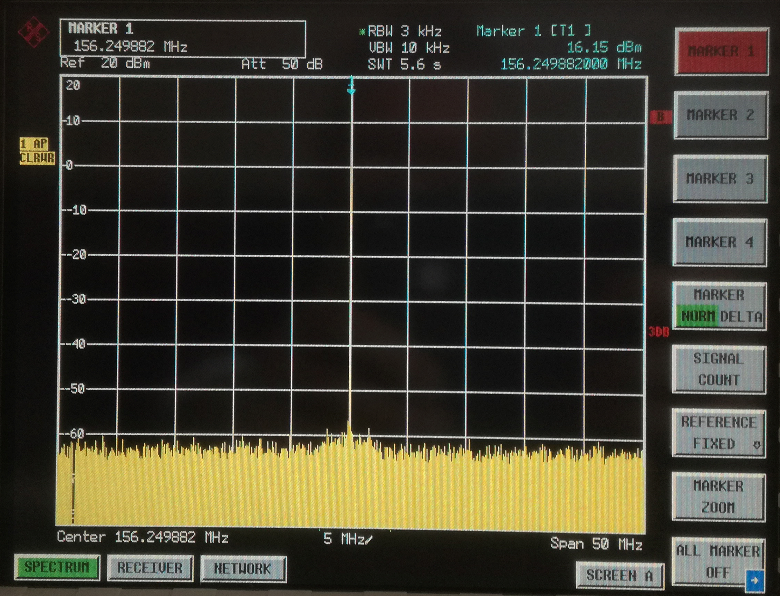 MARKER 1
156.249882 MHz
*RBW 3 kHz
VBW 10 kHz
SWT 5.6 s
Marker 1 [T1 ]
16.15 dBm
156.249882000 MHz
Ref 20 dBm
Att 50 dB
20
10
0
-10
-20
-30
-40
-50
-60
1 AP
CLRWR
1
B
3DB
Center 156.249882 MHz
5 MHz/
Span 50 MHz
SPECTRUM
RECEIVER
NETWORK
SCREEN A
MARKER 1
MARKER 2
MARKER 3
MARKER 4
MARKER
NORM DELTA
SIGNAL
COUNT
REFERENCE
FIXED
MARKER
ZOOM
ALL MARKER
OFF